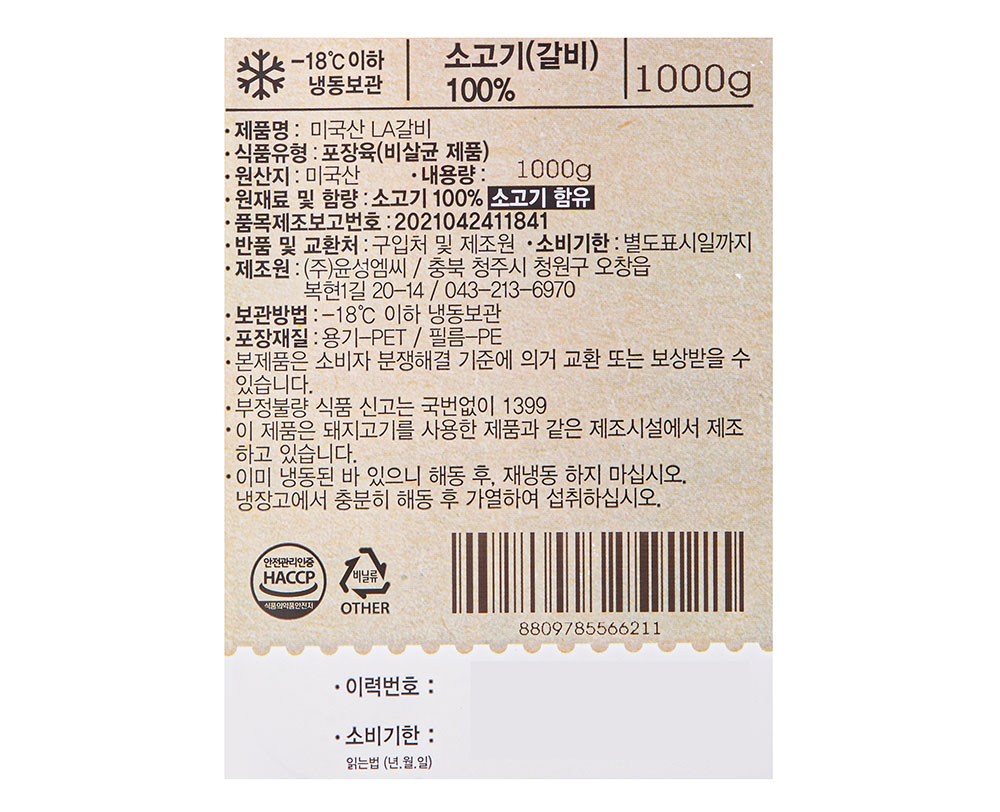 -18℃ 이하
냉동보관
소고기(갈비)
100%
1000g
· 제품명 : 미국산 LA갈비
· 식품유형 : 포장육(비살균 제품)
· 원산지 : 미국산 · 내용량 : 1000g
· 원재료 및 함량 : 소고기 100% 소고기 함유
· 품목제조보고번호 : 2021042411841
· 반품 및 교환처 : 구입처 및 제조원 · 소비기한 : 별도표시일까지
· 제조원 : (주)윤성엠씨 / 충북 청주시 청원구 오창읍
복현1길 20-14 / 043-213-6970
· 보관방법 : -18℃ 이하 냉동보관
· 포장재질 : 용기-PET / 필름-PE
· 본제품은 소비자 분쟁해결 기준에 의거 교환 또는 보상받을 수
있습니다.
· 부정불량 식품 신고는 국번없이 1399
· 이 제품은 돼지고기를 사용한 제품과 같은 제조시설에서 제조
하고 있습니다.
· 이미 냉동된 바 있으니 해동 후, 재냉동 하지 마십시오.
냉장고에서 충분히 해동 후 가열하여 섭취하십시오.
안전관리인증
HACCP
식품의약품안전처
비닐류
OTHER
8809785566211
· 이력번호 :
· 소비기한 :
읽는법 (년.월.일)